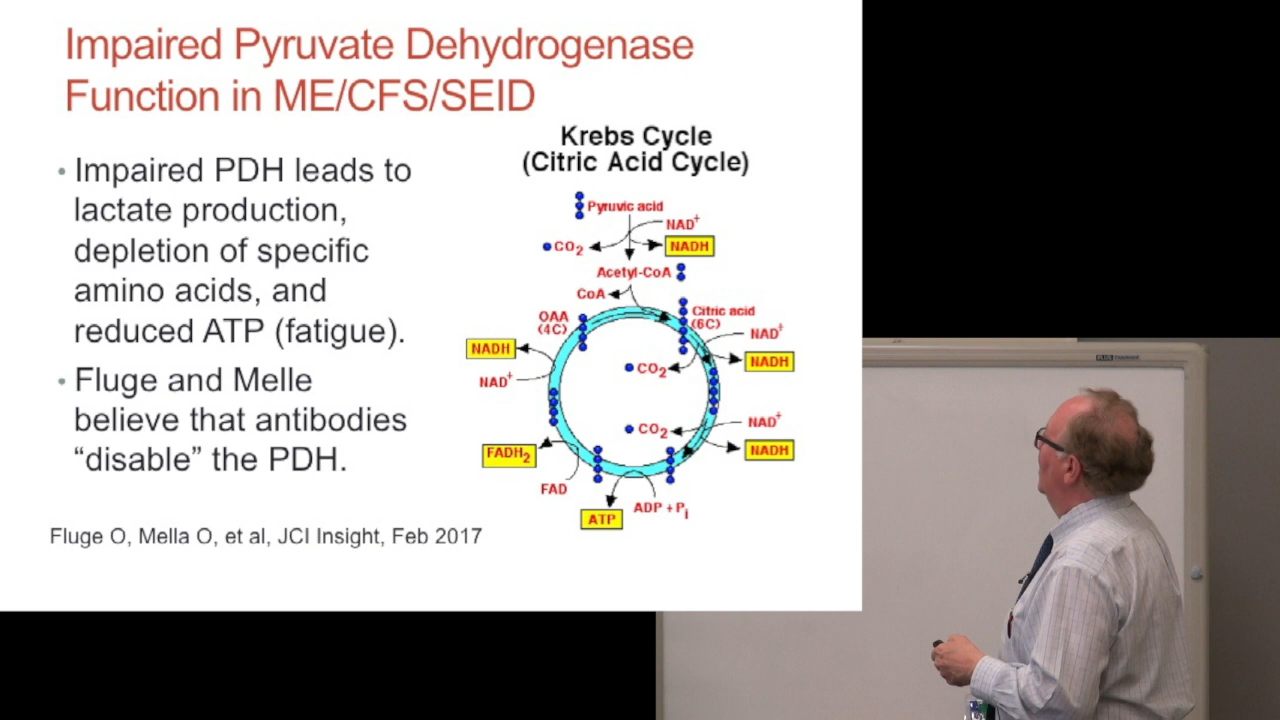 Impaired Pyruvate Dehydrogenase
Function in ME/CFS/SEID
• Impaired PDH leads to
lactate production,
depletion of specific
amino acids, and
reduced ATP (fatigue).
• Fluge and Melle
believe that antibodies
“disable” the PDH.
Fluge O, Mella O, et al, JCI Insight, Feb 2017
Krebs Cycle
(Citric Acid Cycle)
Pyruvic acid
NAD+
CO2
NADH
Acetyl-CoA
CoA
OAA
(4C)
Citric acid
(6C)
NAD+
NADH
NADH
CO2
NAD+
CO2
NAD+
NADH
FADH2
FAD
ADP + Pi
ATP
PLUS